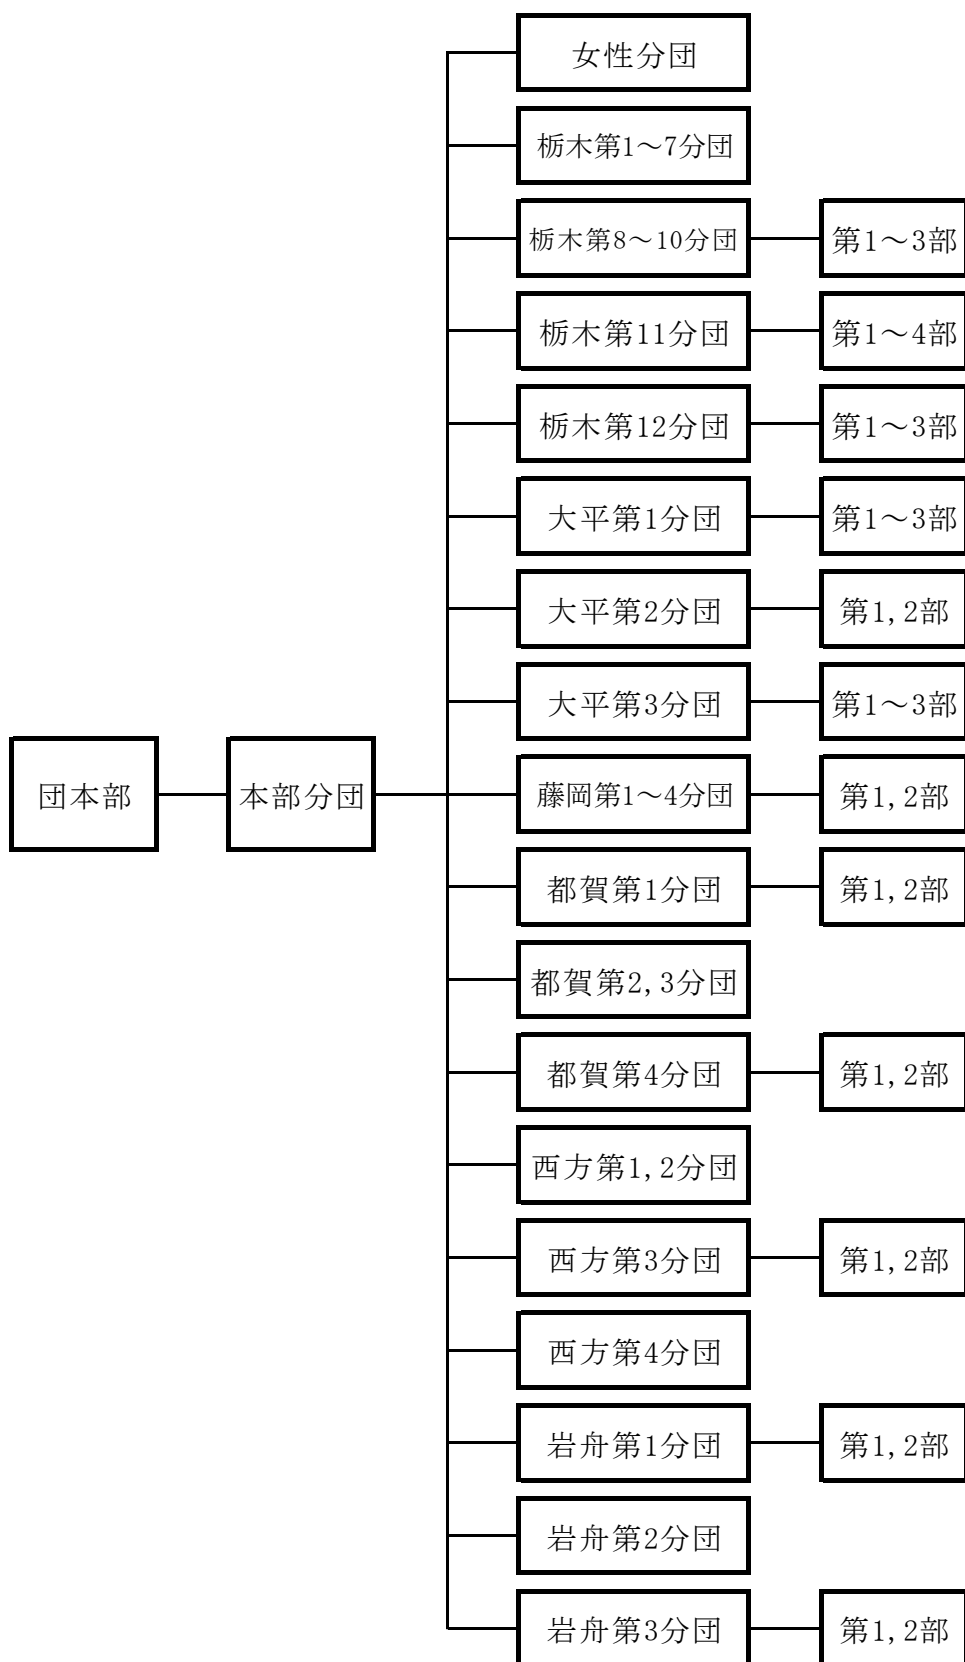 女性分団
栃木第1～7分団
栃木第8～10分団 第1～3部
栃木第11分団 第1～4部
栃木第12分団 第1～3部
大平第1分団 第1～3部
大平第2分団 第1,2部
大平第3分団 第1～3部
団本部 本部分団 藤岡第1～4分団 第1,2部
都賀第1分団 第1,2部
都賀第2,3分団
都賀第4分団 第1,2部
西方第1,2分団
西方第3分団 第1,2部
西方第4分団
岩舟第1分団 第1,2部
岩舟第2分団
岩舟第3分団 第1,2部